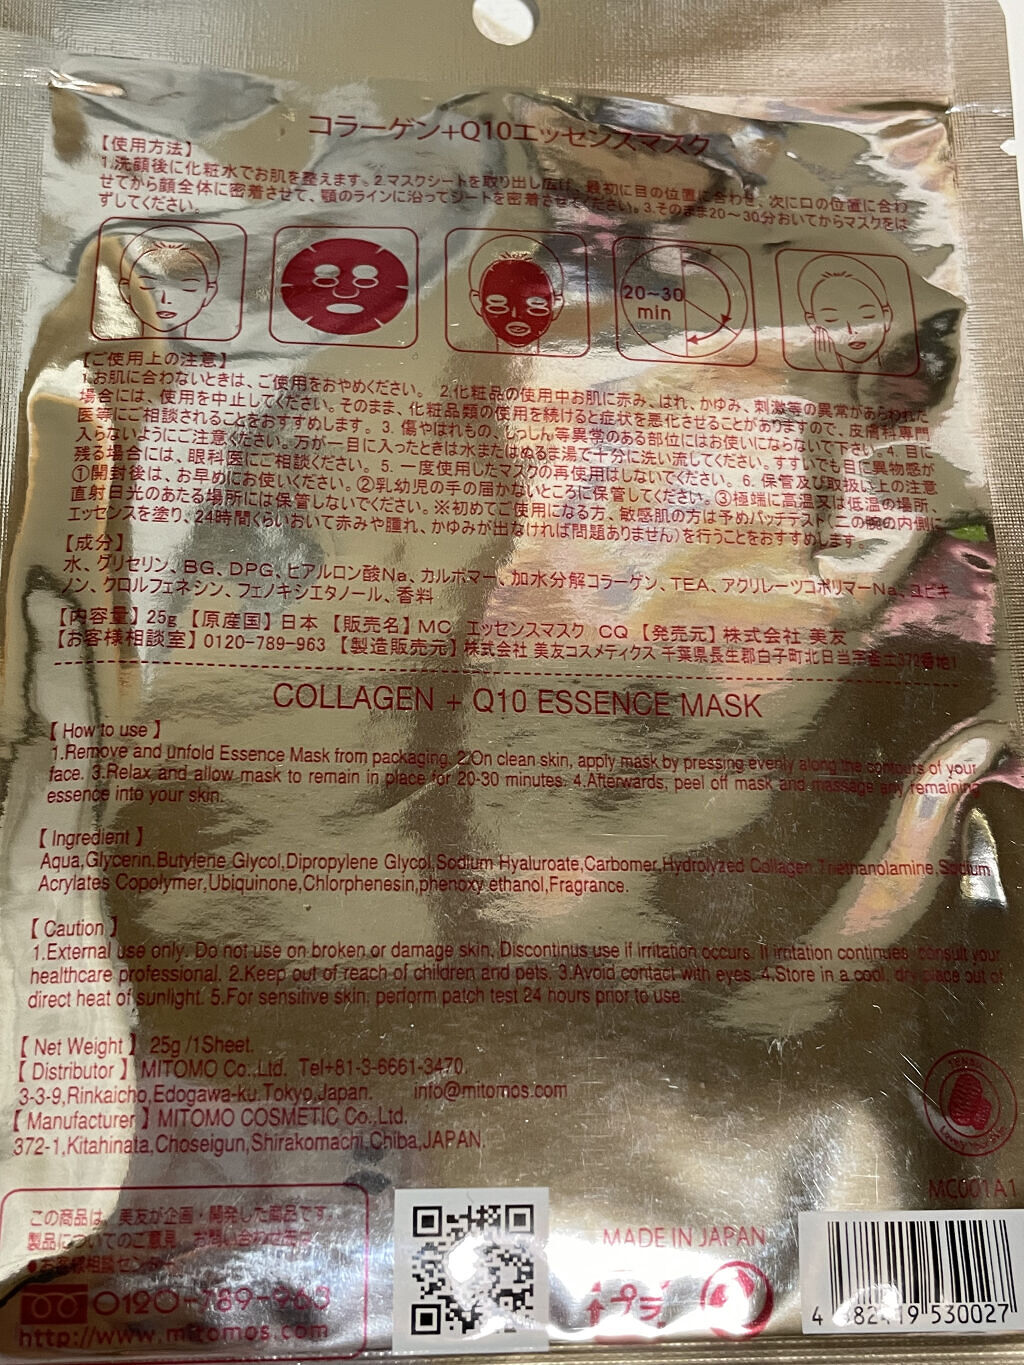 コラーゲン+Q10エッセンスマスク
【使用方法】
1.洗顔後に化粧水でお肌を整えます。2.マスクシートを取り出し広げ、最初に目の位置に合わせ、次に口の位置に合わ
せてから顔全体に密着させて、顎のラインに沿ってシートを密着させてください。3.そのまま20～30分おいてからマスクをは
ずしてください。
20~30
min
【ご使用上の注意】
1.お肌に合わないときは、ご使用をおやめください。 2.化粧品の使用中お肌に赤み、はれ、かゆみ、刺激等の異常があらわれた
場合には、使用を中止してください。そのまま、化粧品類の使用を続けると症状を悪化させることがありますので、皮膚科専門
医等にご相談されることをおすすめします。 3. 傷やはれもの、しっしん等異常のある部位にはお使いにならないで下さい。4. 目に
入らないようにご注意ください。万が一目に入ったときは水またはぬるま湯で十分に洗い流してください。すすいでも目に異物感が
残る場合には、眼科医にご相談ください。 5. 一度使用したマスクの再使用はしないでください。 6. 保管及び取扱い上の注意
①開封後は、お早めにお使いください。②乳幼児の手の届かないところに保管してください。③極端に高温又は低温の場所、
直射日光のあたる場所には保管しないでください。※初めてご使用になる方、敏感肌の方は予めパッチテスト(二の腕の内側に
エッセンスを塗り、24時間くらいおいて赤みや腫れ、かゆみが出なければ問題ありません)を行うことをおすすめします。
【成分】
水、グリセリン、BG、DPG、ヒアルロン酸Na、カルボマー、加水分解コラーゲン、TEA、アクリレーツコポリマーNa、ユビキ
ノン、クロルフェネシン、フェノキシエタノール、香料
【内容量】25g 【原産国】日本 【販売名】MC エッセンスマスク CQ 【発売元】株式会社 美友
【お客様相談室】0120-789-963 【製造販売元】株式会社 美友コスメティクス 千葉県長生郡白子町北日当字 372番地1
COLLAGEN + Q10 ESSENCE MASK
【 How to use 】
1.Remove and unfold Essence Mask from packaging. 2.On clean skin, apply mask by pressing evenly along the contours of your
face. 3.Relax and allow mask to remain in place for 20-30 minutes. 4.Afterwards, peel off mask and massage any remaining
essence into your skin.
【 Ingredient 】
Aqua,Glycerin,Butylene Glycol,Dipropylene Glycol,Sodium Hyaluroate,Carbomer,Hydrolyzed Collagen,Triethanolamine,Sodium
Acrylates Copolymer,Ubiquinone,Chlorphenesin,phenoxy ethanol,Fragrance.
【 Caution 】
1.External use only. Do not use on broken or damage skin, Discontinus use if irritation occurs. If irritation continues, consult your
healthcare professional. 2.Keep out of reach of children and pets. 3.Avoid contact with eyes. 4.Store in a cool, dry place out of
direct heat of sunlight. 5.For sensitive skin, perform patch test 24 hours prior to use.
【 Net Weight 】 25g /1Sheet.
【 Distributor 】 MITOMO Co.,Ltd. Tel+81-3-6661-3470.
3-3-9,Rinkaicho,Edogawa-ku,Tokyo,Japan. info@mitomos.com
【 Manufacturer 】 MITOMO COSMETIC Co.,Ltd.
372-1,Kitahinata,Choseigun,Shirakomachi,Chiba,JAPAN.
MC001A1
この商品は、美友が企画・開発した商品です。
製品についてのご意見、お問い合わせ先は
●お客様相談センター
0120-789-963
http://www.mitomos.com
MADE IN JAPAN
プラ
4 582419 530027